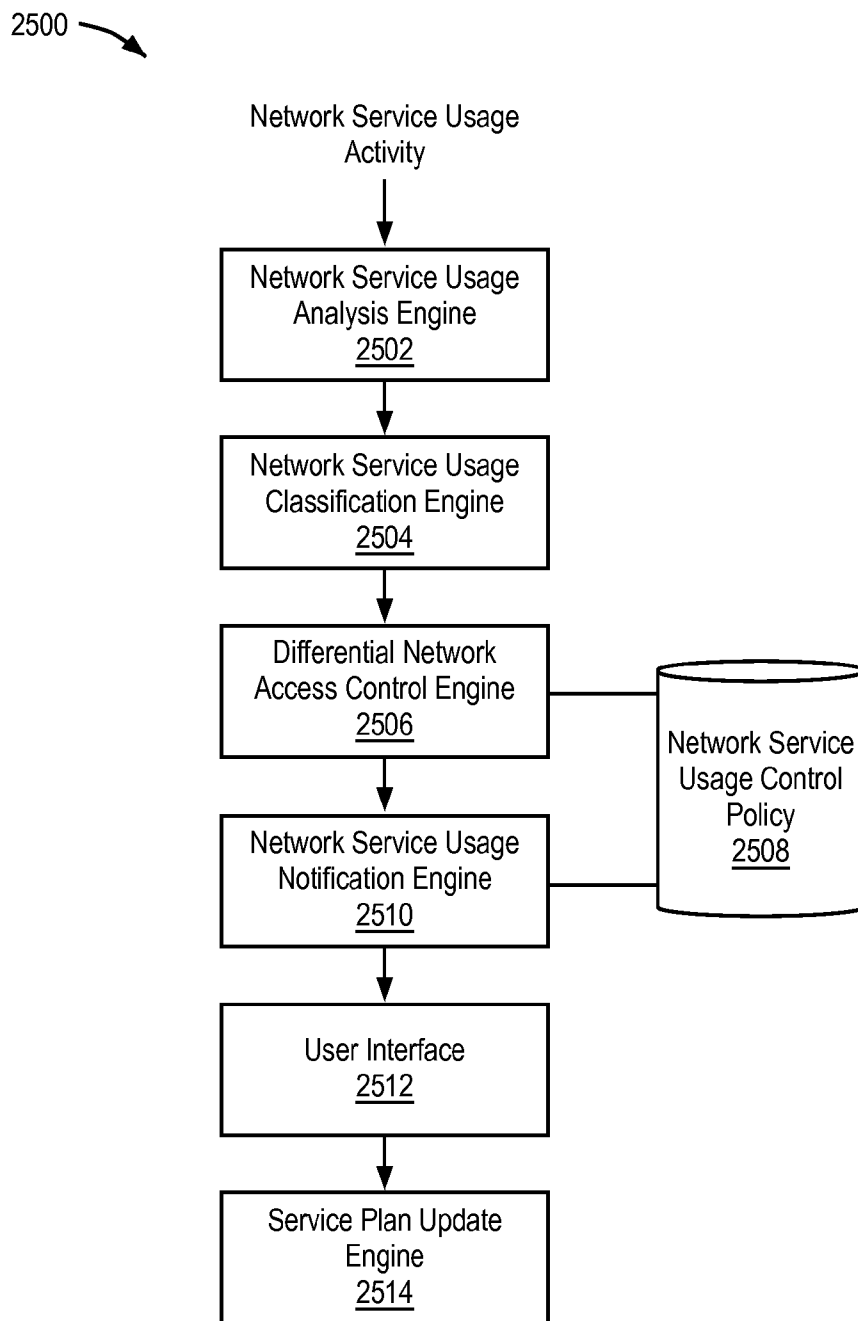 2500
Network Service Usage
Activity
Network Service Usage
Analysis Engine
2502
Network Service Usage
Classification Engine
2504
Differential Network
Access Control Engine
2506
Network Service
Usage Control
Policy
2508
Network Service Usage
Notification Engine
2510
User Interface
2512
Service Plan Update
Engine
2514